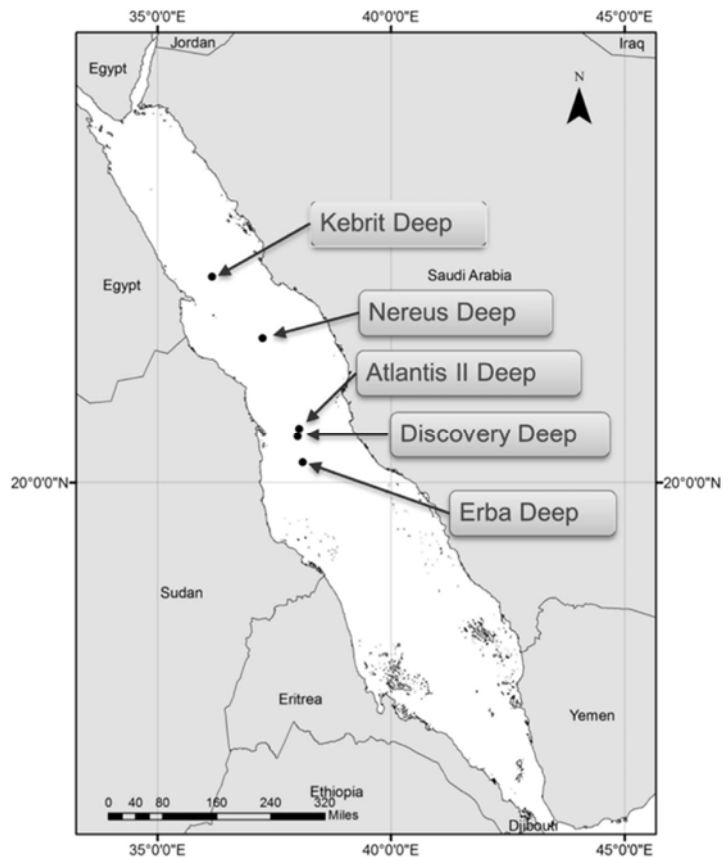 35°0'0"E 40°0'0"E 45°0'0"E
Jordan
Iraq
Egypt
N
Kebrit Deep
Saudi Arabia
Egypt
Nereus Deep
Atlantis II Deep
Discovery Deep
20°0'0"N 20°0'0"N
Erba Deep
Sudan
Eritrea
Yemen
Ethiopia
0 40 80 160 240 320
Miles
Djibouti
35°0'0"E 40°0'0"E 45°0'0"E